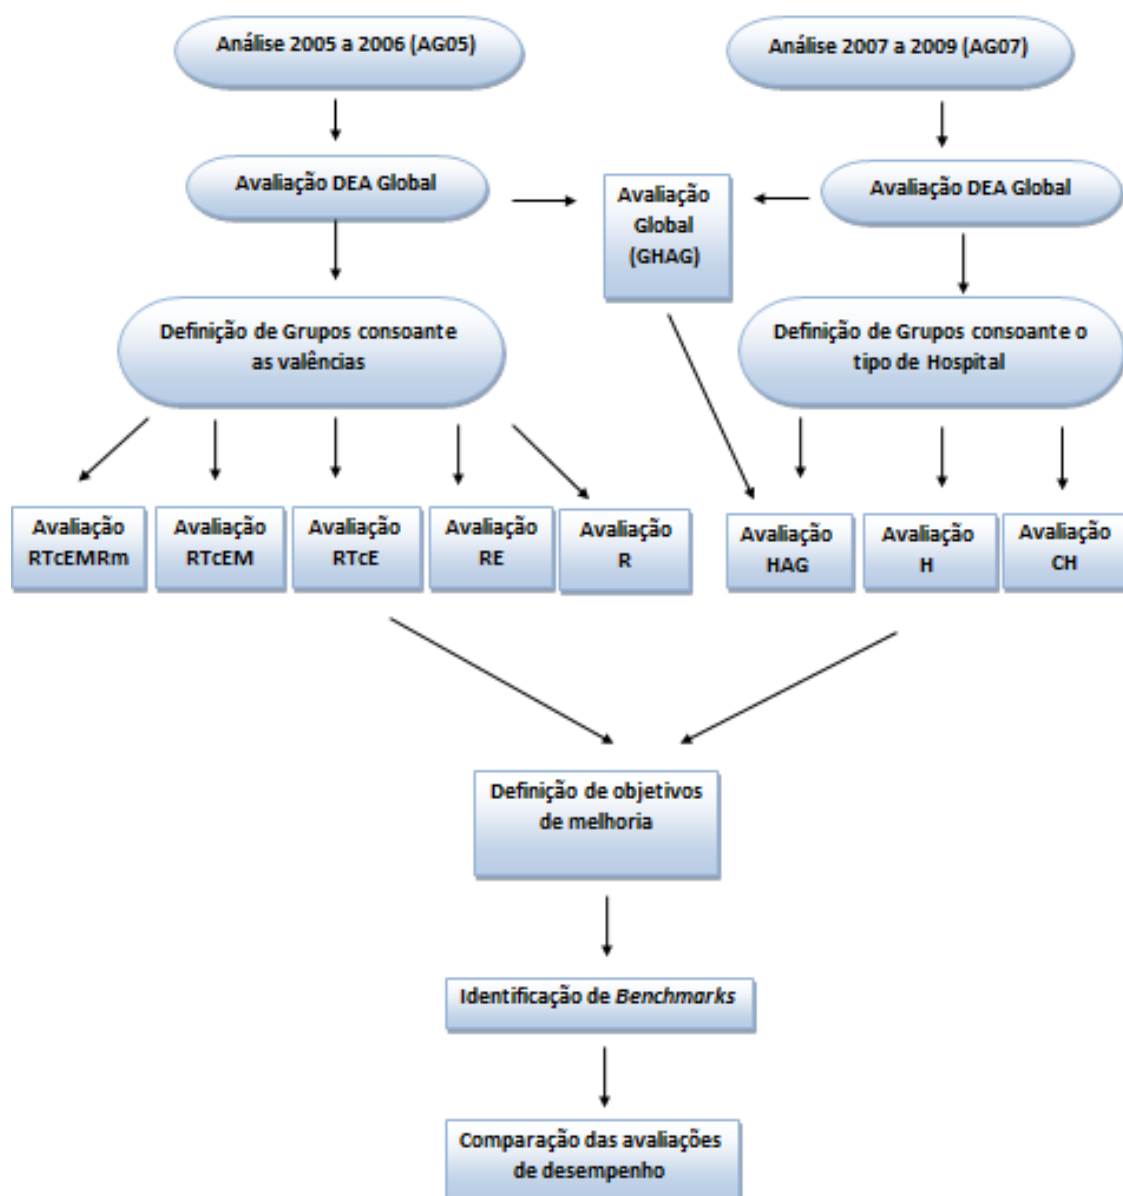 Análise 2005 a 2006 (AG05)
Análise 2007 a 2009 (AG07)
Avaliação DEA Global
Avaliação
Global
(GHAG)
Avaliação DEA Global
Definição de Grupos consoante
as valências
Definição de Grupos consoante o
tipo de Hospital
Avaliação
RTcEMRm
Avaliação
RTcEM
Avaliação
RTcE
Avaliação
RE
Avaliação
R
Avaliação
HAG
Avaliação
H
Avaliação
CH
Definição de objetivos
de melhoria
Identificação de Benchmarks
Comparação das avaliações
de desempenho